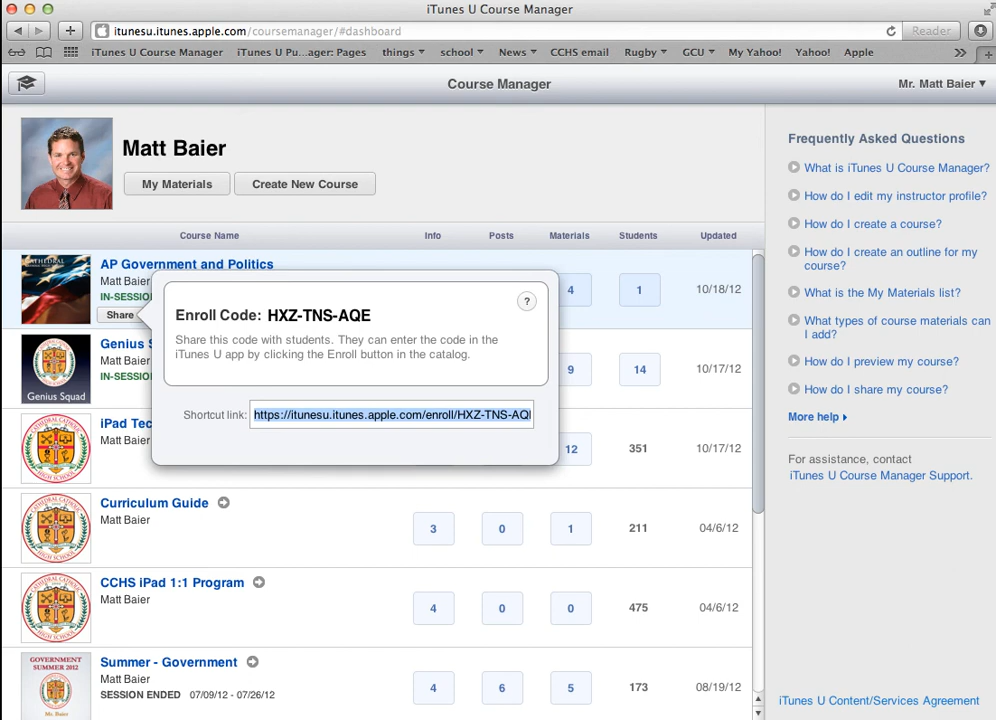 iTunes U Course Manager
itunesu.itunes.apple.com/coursemanager/#dashboard
Reader
iTunes U Course Manager iTunes U Pu...ager: Pages things school News CCHS email Rugby GCU My Yahoo! Yahoo! Apple
Course Manager
Mr. Matt Baier
Matt Baier
My Materials Create New Course
Course Name Info Posts Materials Students Updated
CATHEDRAL
AP Government and Politics
Matt Baier
IN-SESSIO
Share
4 1 10/18/12
Enroll Code: HXZ-TNS-AQE
?
Share this code with students. They can enter the code in the
iTunes U app by clicking the Enroll button in the catalog.
Shortcut link: https://itunesu.itunes.apple.com/enroll/HXZ-TNS-AQ
Genius S
Matt Baier
IN-SESSIO
Genius Squad
9 14 10/17/12
iPad Tec
Matt Baier
12 351 10/17/12
Curriculum Guide
Matt Baier
3 0 1 211 04/6/12
CCHS iPad 1:1 Program
Matt Baier
4 0 0 475 04/6/12
GOVERNMENT
SUMMER 2012
Mr. Baier
Summer - Government
Matt Baier
SESSION ENDED 07/09/12 - 07/26/12
4 6 5 173 08/19/12
Frequently Asked Questions
What is iTunes U Course Manager?
How do I edit my instructor profile?
How do I create a course?
How do I create an outline for my
course?
What is the My Materials list?
What types of course materials can
I add?
How do I preview my course?
How do I share my course?
More help
For assistance, contact
iTunes U Course Manager Support.
iTunes U Content/Services Agreement